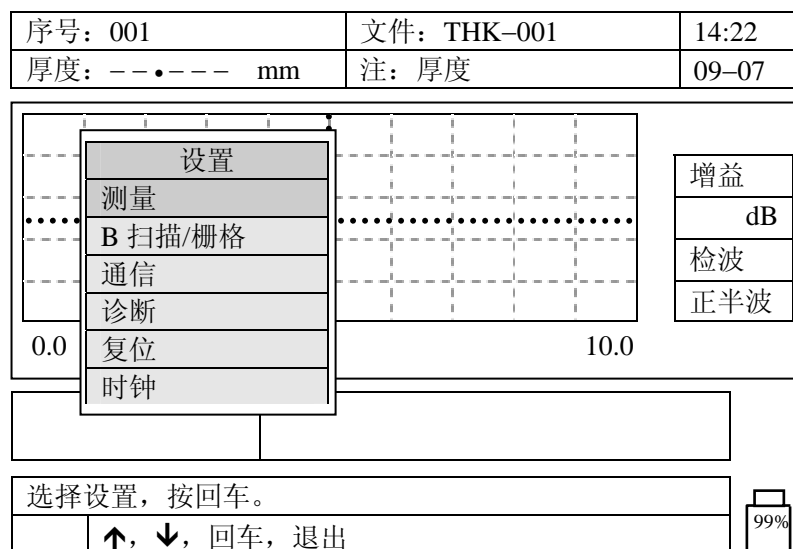 序号：001 文件：THK–001 14:22
厚度：– – • – – – mm 注：厚度 09–07
设置
测量
B 扫描/栅格
通信
诊断
复位
时钟
增益
dB
检波
正半波
0.0 10.0
选择设置，按回车。
↑，↓，回车，退出
99%